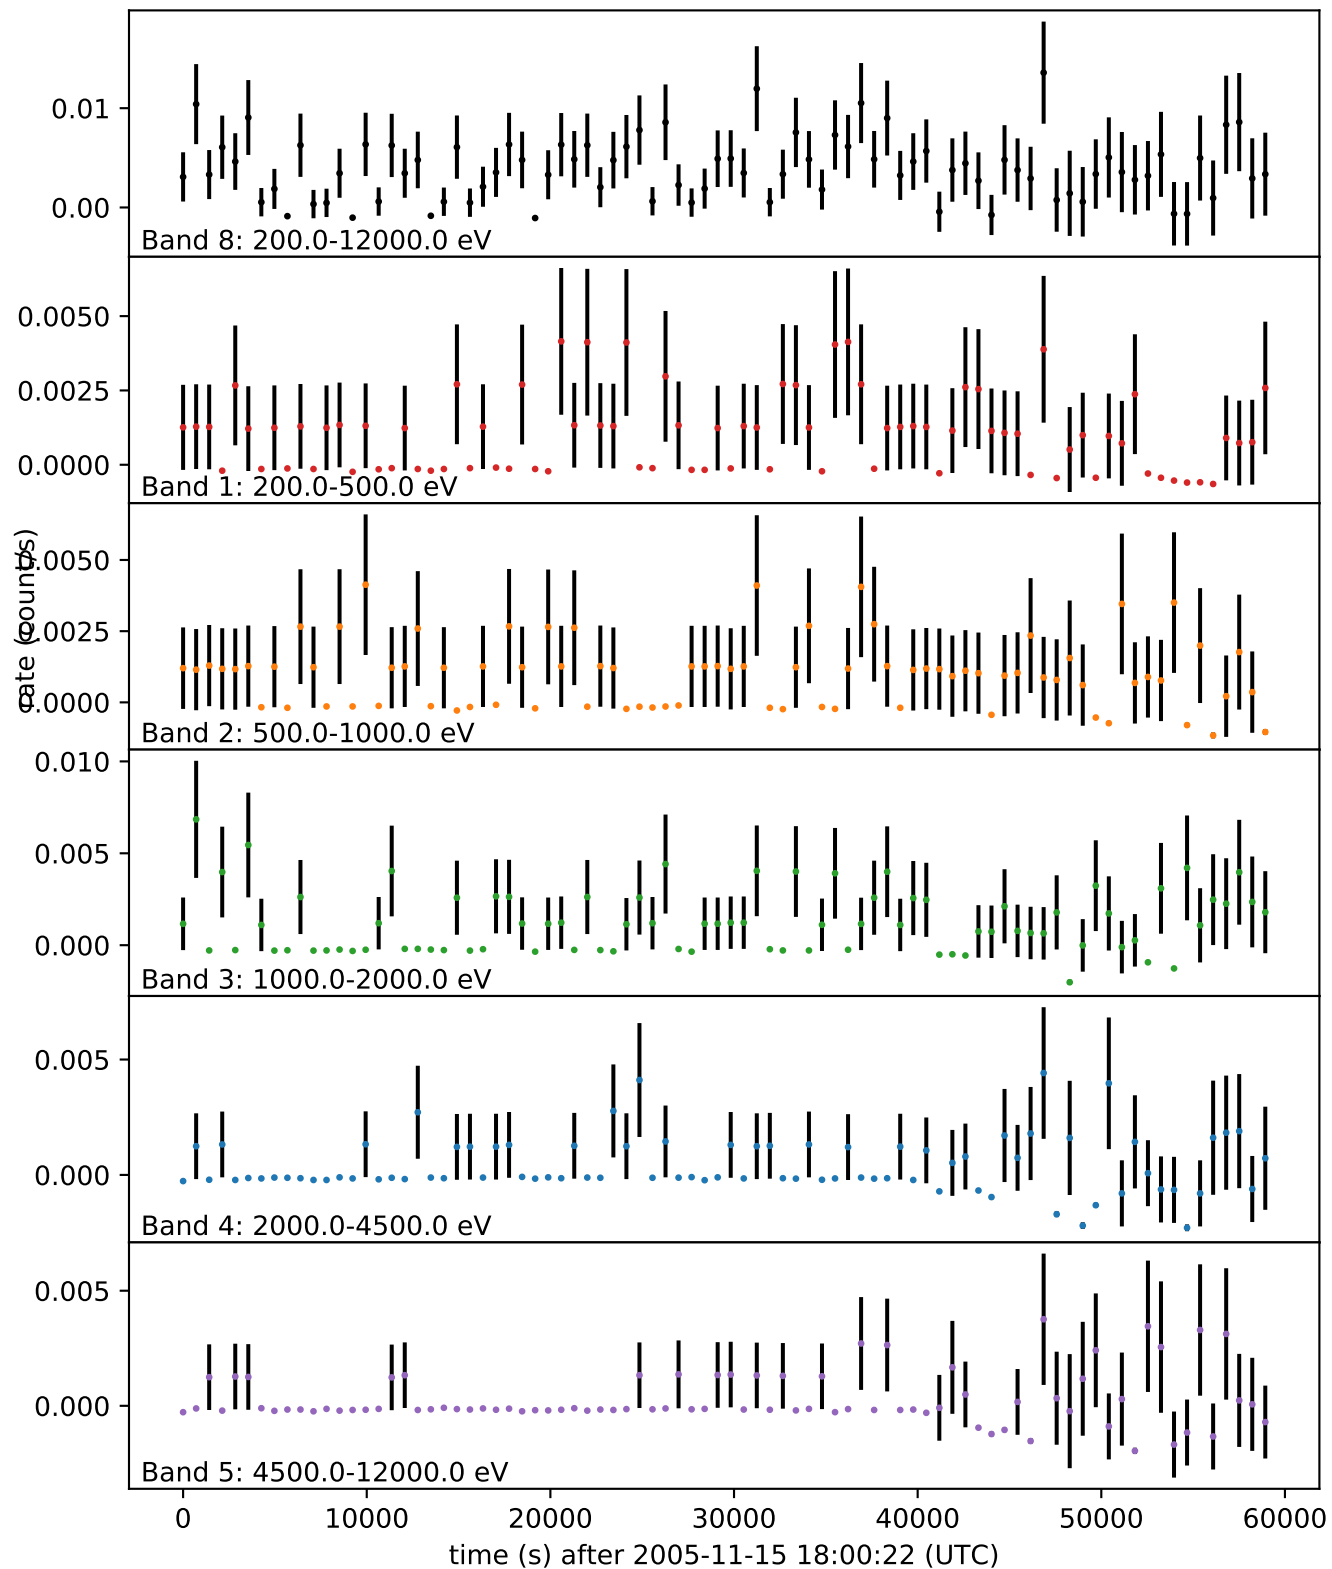 0.01
0.00
Band 8: 200.0-12000.0 eV
0.0050
0.0025
0.0000
Band 1: 200.0-500.0 eV
rate (count/s)
0.0050
0.0025
0.0000
Band 2: 500.0-1000.0 eV
0.010
0.005
0.000
Band 3: 1000.0-2000.0 eV
0.005
0.000
Band 4: 2000.0-4500.0 eV
0.005
0.000
Band 5: 4500.0-12000.0 eV
0 10000 20000 30000 40000 50000 60000
time (s) after 2005-11-15 18:00:22 (UTC)